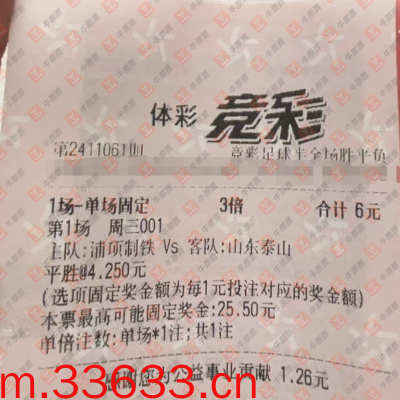 体彩 竞彩
第2411061 竞彩足球半全场胜平负
1场-单场固定 3倍 合计 6元
第1场 周三001
主队:浦项制铁 Vs 客队:山东泰山
平胜@4.250元
(选项固定奖金额为每1元投注对应的奖金额)
本票最高可能固定奖金:25.50元
单倍注数:单场*1注;共1注
感谢您为公益事业贡献 1.26元
m.33633.cn